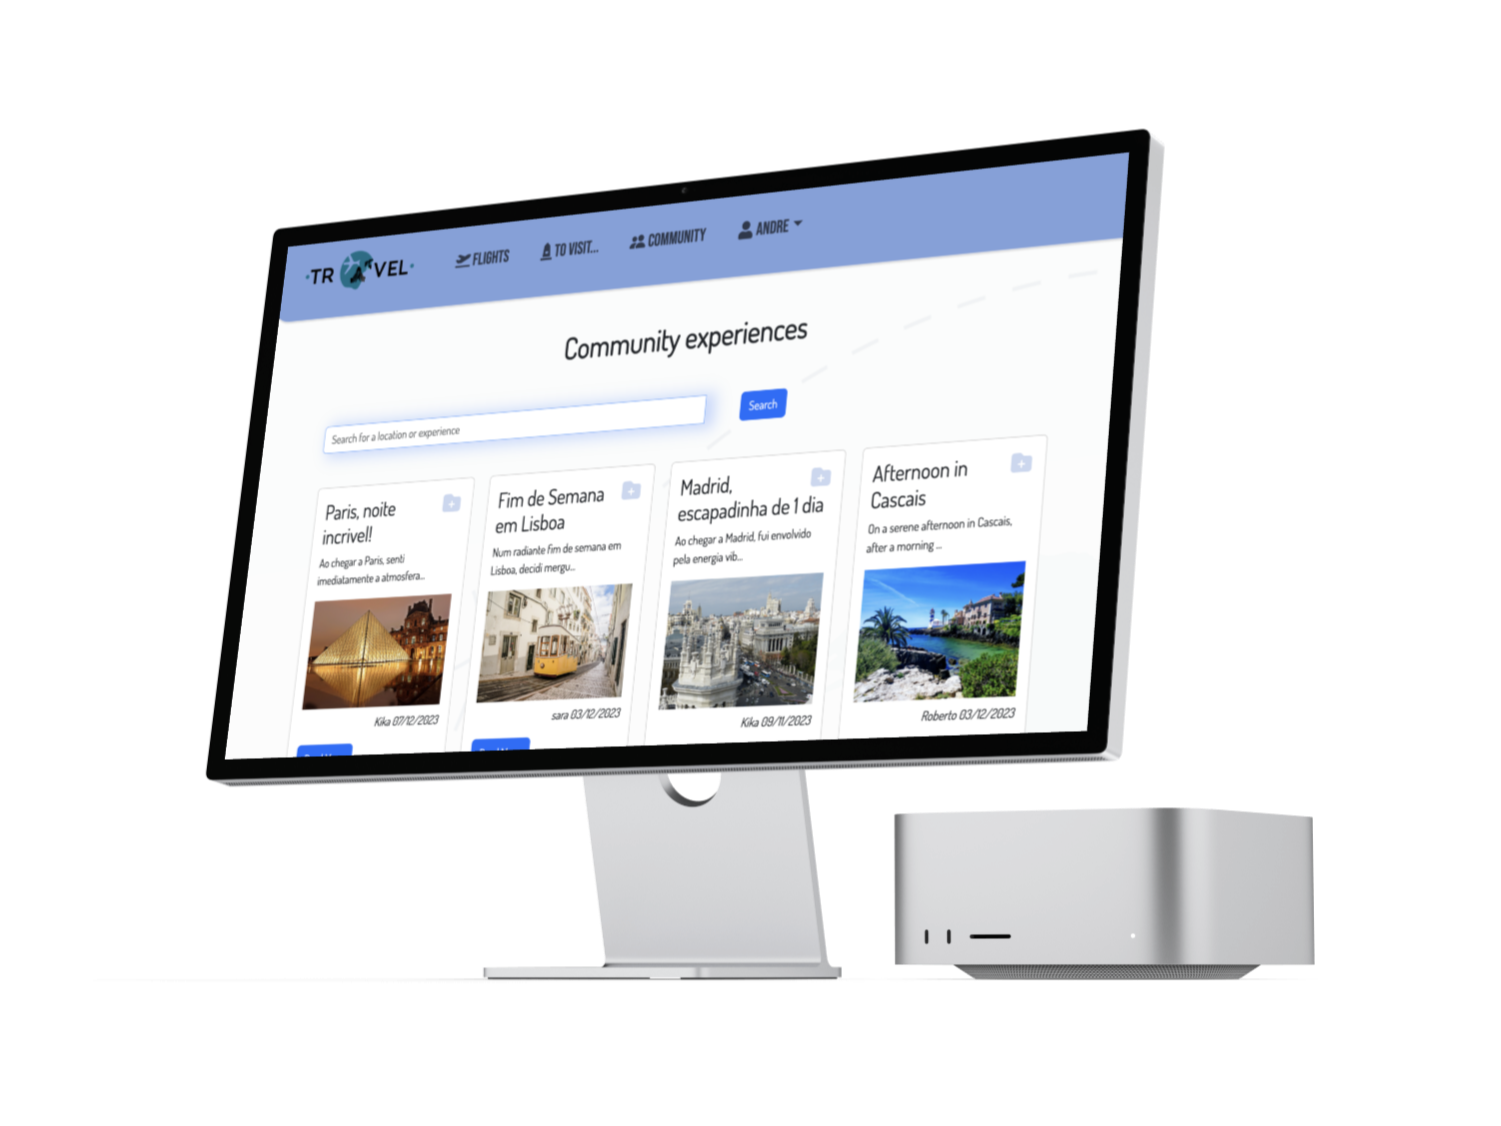 TR VEL
FLIGHTS
TO VISIT...
COMMUNITY
ANDRE
Community experiences
Search for a location or experience
Search
Paris, noite
incrivel!
Ao chegar a Paris, senti
imediatamente a atmosfera...
Kika 07/12/2023
Fim de Semana
em Lisboa
Num radiante fim de semana em
Lisboa, decidi mergu...
sara 03/12/2023
Madrid,
escapadinha de 1 dia
Ao chegar a Madrid, fui envolvido
pela energia vib...
Kika 09/11/2023
Afternoon in
Cascais
On a serene afternoon in Cascais,
after a morning ...
Roberto 03/12/2023